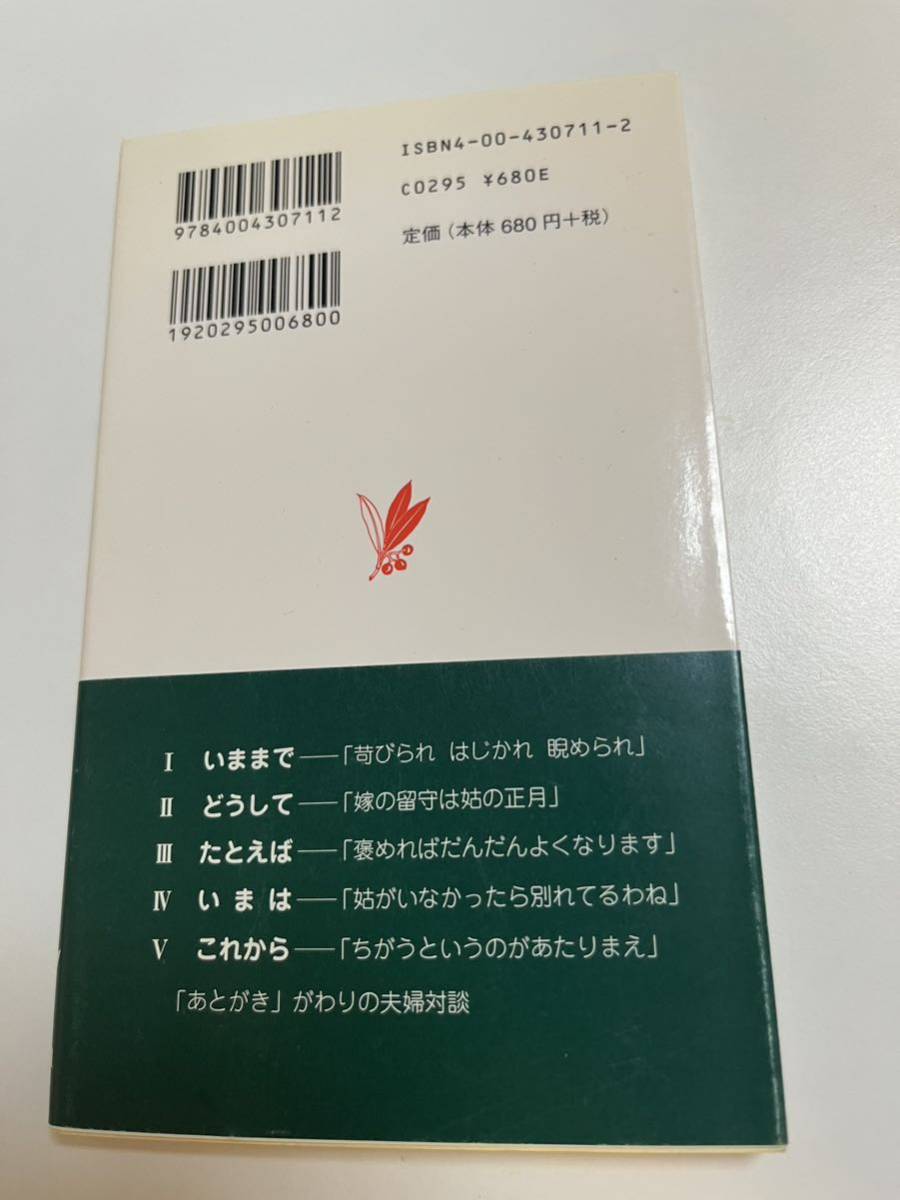 ISBN4-00-430711-2
9784004307112
C0295 ¥680E
定価(本体680円+税)
1920295006800
I いままで――「苛びられ はじかれ 睨められ」
II どうして――「嫁の留守は姑の正月」
III たとえば――「褒めればだんだんよくなります」
IV いまは――「姑がいなかったら別れてるわね」
V これから――「ちがうというのがあたりまえ」
「あとがき」がわりの夫婦対談